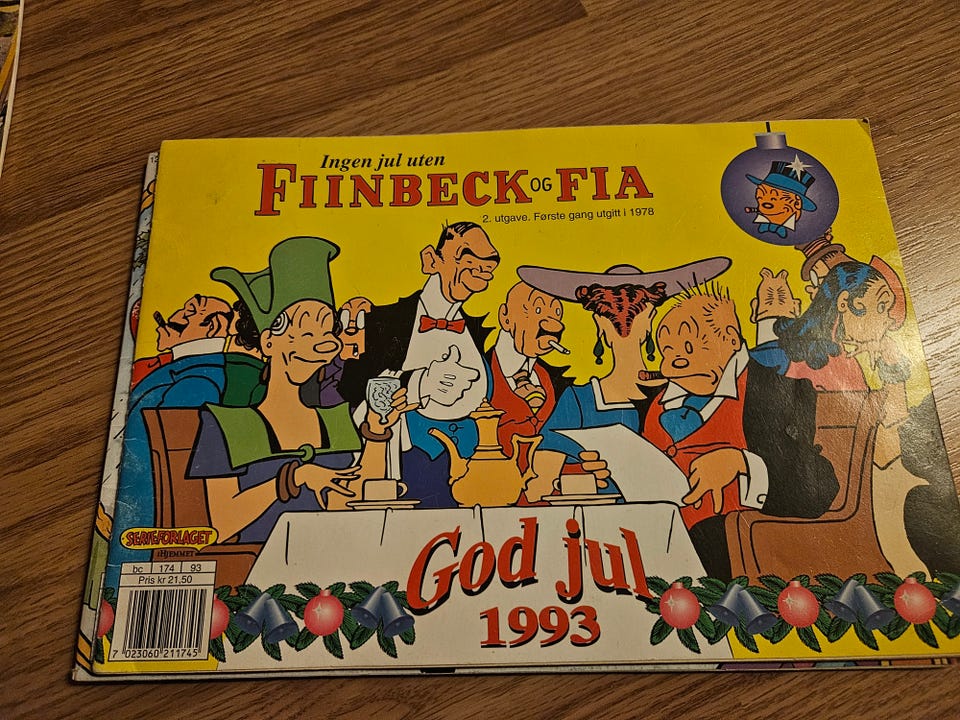 Ingen jul uten
FIINBECK OG FIA
2. utgave. Første gang utgitt i 1978
SERIEFORLAGET
HJEMMET
bc 174 93
Pris kr 21,50
7 023060 211745
God jul
1993